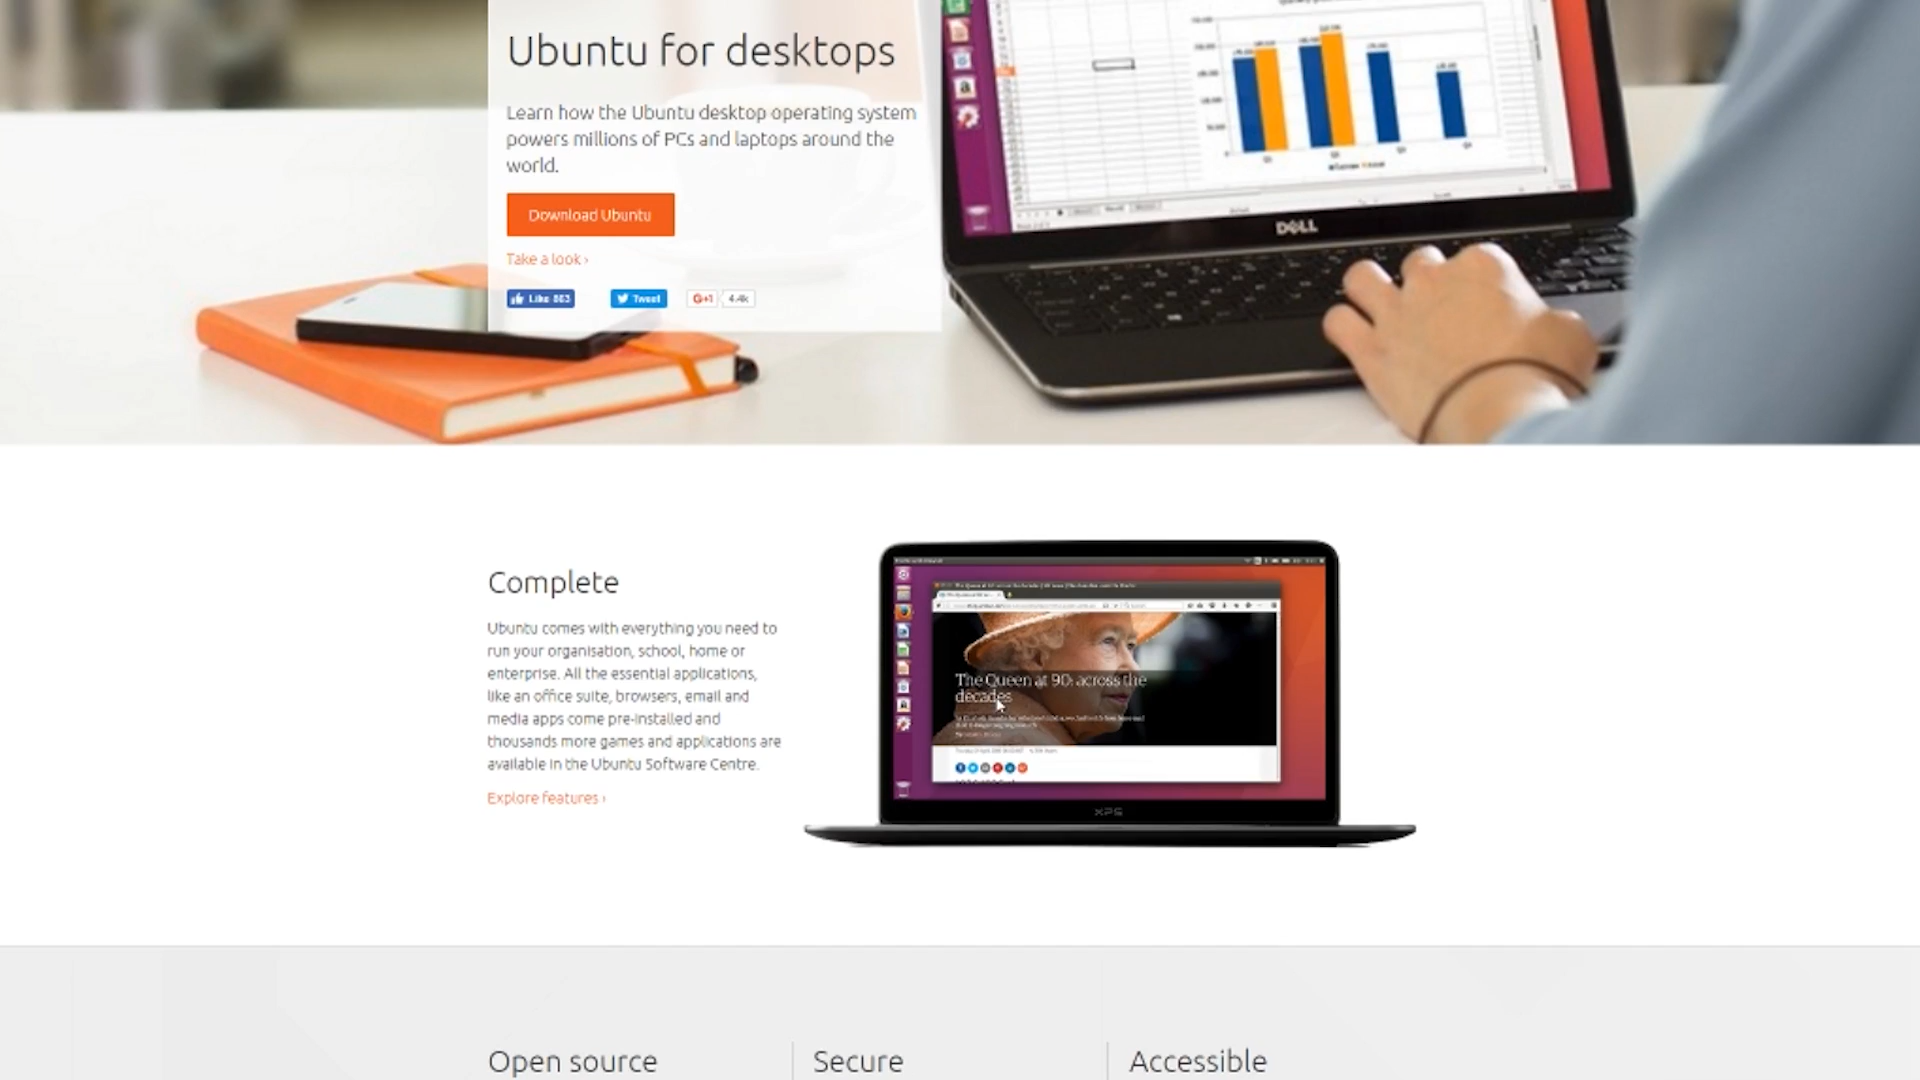 Ubuntu for desktops
Learn how the Ubuntu desktop operating system
powers millions of PCs and laptops around the
world.
Download Ubuntu
Take a look ›
Like 863
Tweet
G+1 4.4k
DELL
Complete
Ubuntu comes with everything you need to
run your organisation, school, home or
enterprise. All the essential applications,
like an office suite, browsers, email and
media apps come pre-installed and
thousands more games and applications are
available in the Ubuntu Software Centre.
Explore features ›
The Queen at 90: across the
decades
XPS
Open source
Secure
Accessible